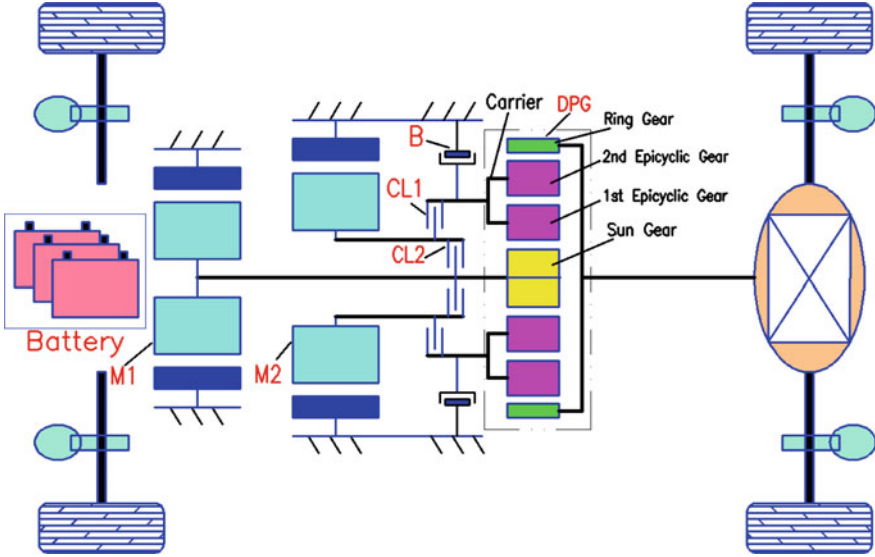 Carrier
DPG
Ring Gear
B
2nd Epicyclic Gear
CL1
1st Epicyclic Gear
Sun Gear
CL2
Battery
M1
M2